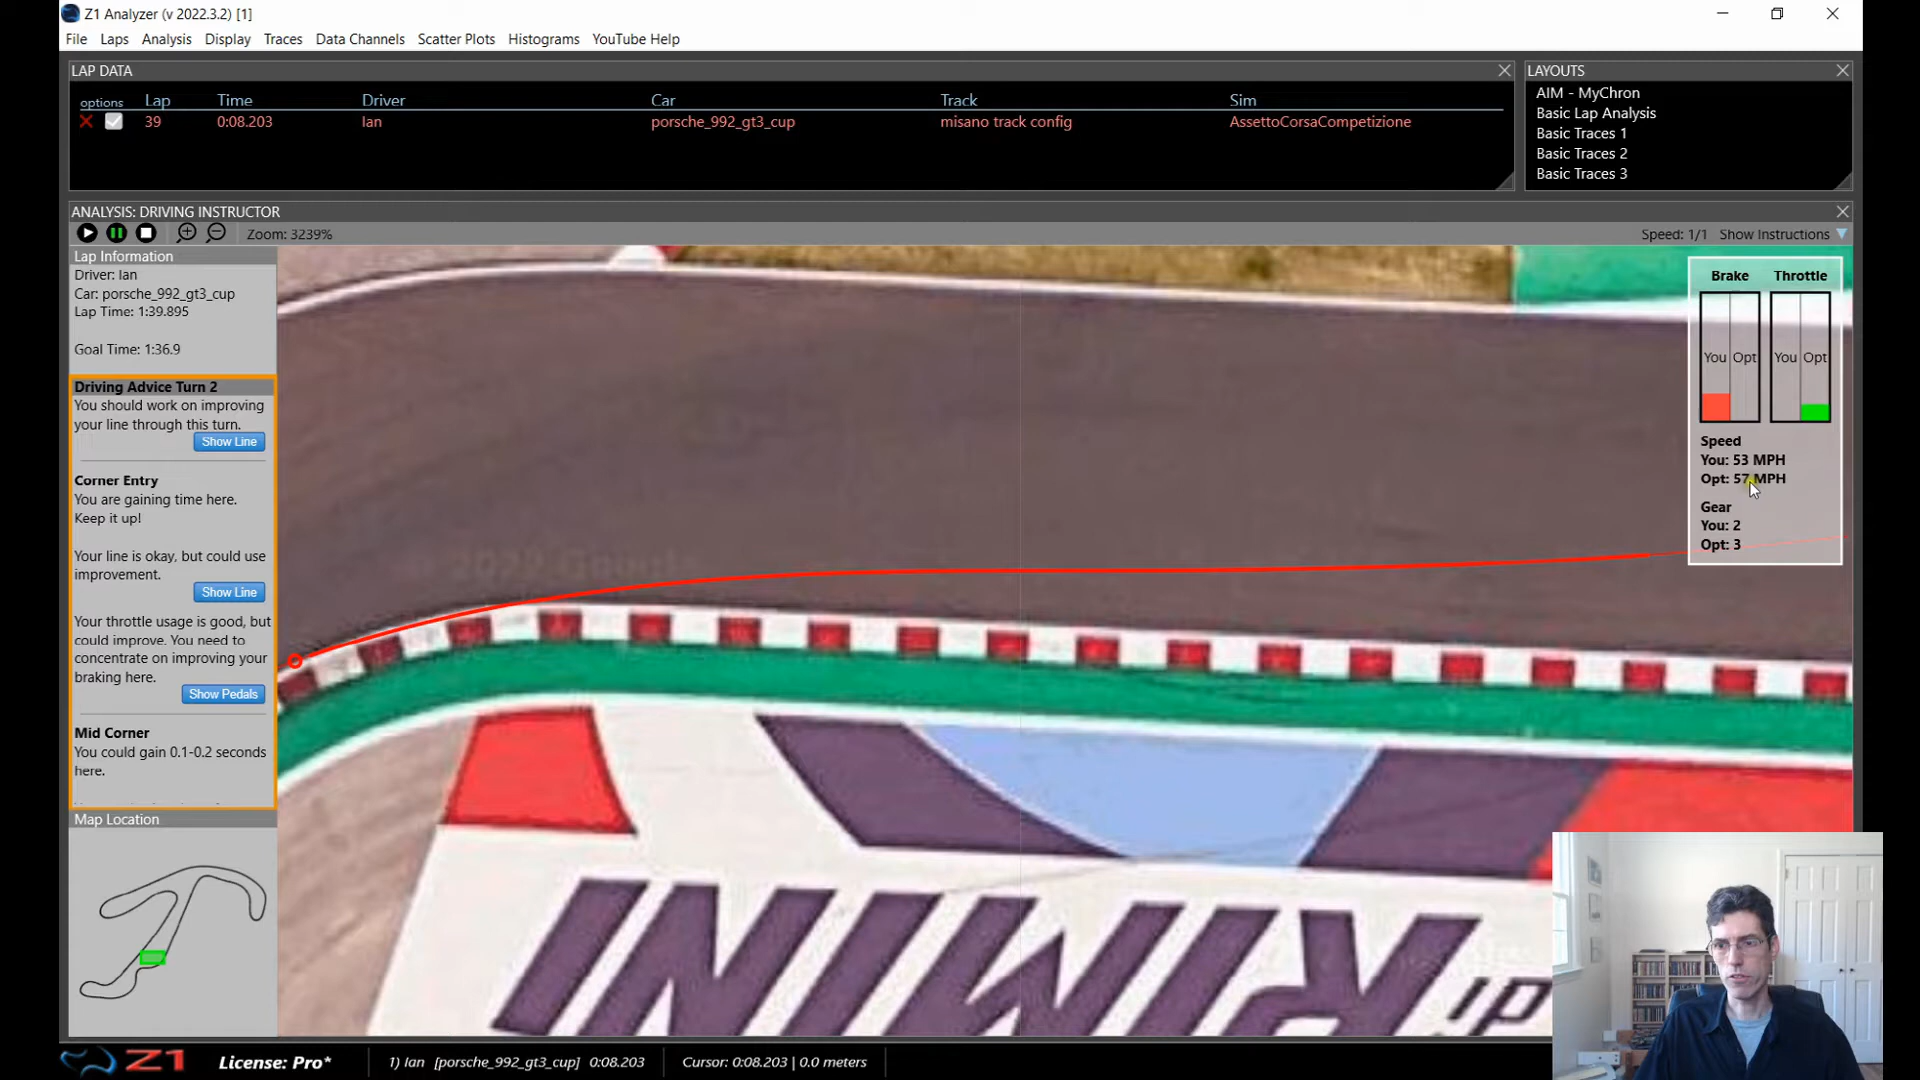 Z1 Analyzer (v 2022.3.2) [1]
File Laps Analysis Display Traces Data Channels Scatter Plots Histograms YouTube Help
LAP DATA
options Lap Time Driver Car Track Sim
39 0:08.203 Ian porsche_992_gt3_cup misano track config AssettoCorsaCompetizione
LAYOUTS
AIM - MyChron
Basic Lap Analysis
Basic Traces 1
Basic Traces 2
Basic Traces 3
ANALYSIS: DRIVING INSTRUCTOR
Zoom: 3239%
Speed: 1/1 Show Instructions
Lap Information
Driver: Ian
Car: porsche_992_gt3_cup
Lap Time: 1:39.895
Goal Time: 1:36.9
Driving Advice Turn 2
You should work on improving
your line through this turn.
Show Line
Corner Entry
You are gaining time here.
Keep it up!
Your line is okay, but could use
improvement.
Show Line
Your throttle usage is good, but
could improve. You need to
concentrate on improving your
braking here.
Show Pedals
Mid Corner
You could gain 0.1-0.2 seconds
here.
Map Location
Brake Throttle
You Opt You Opt
Speed
You: 53 MPH
Opt: 57 MPH
Gear
You: 2
Opt: 3
RIMINI
Z1 License: Pro* 1) Ian [porsche_992_gt3_cup] 0:08.203 Cursor: 0:08.203 | 0.0 meters